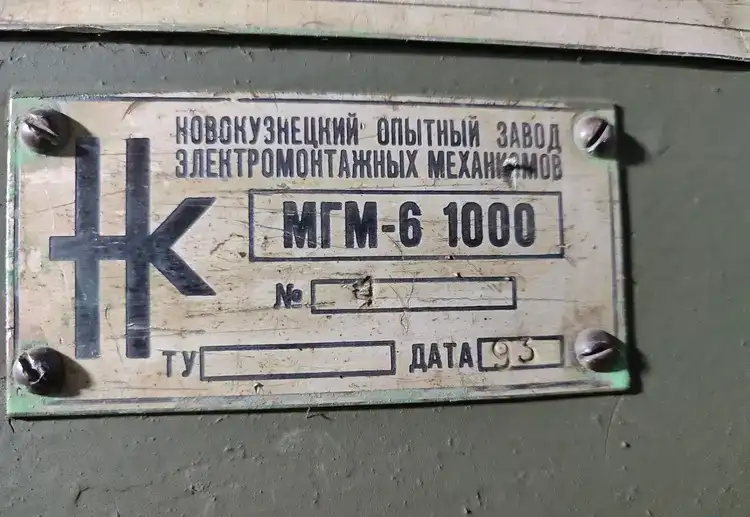 НОВОКУЗНЕЦКИЙ ОПЫТНЫЙ ЗАВОД
ЭЛЕКТРОМОНТАЖНЫХ МЕХАНИЗМОВ
НК
МГМ-6 1000
№
ТУ
ДАТА 93